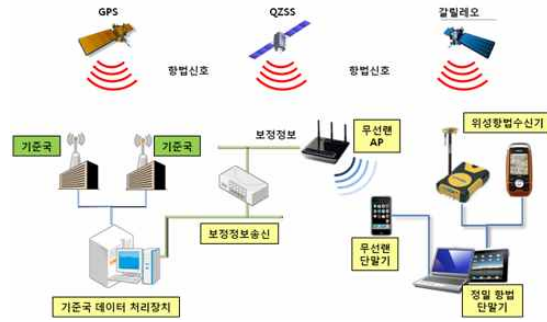 GPS
QZSS
갈릴레오
항법신호
항법신호
기준국
기준국
보정정보
무선랜
AP
위성항법수신기
보정정보송신
무선랜
단말기
기준국 데이터 처리장치
정밀 항법
단말기